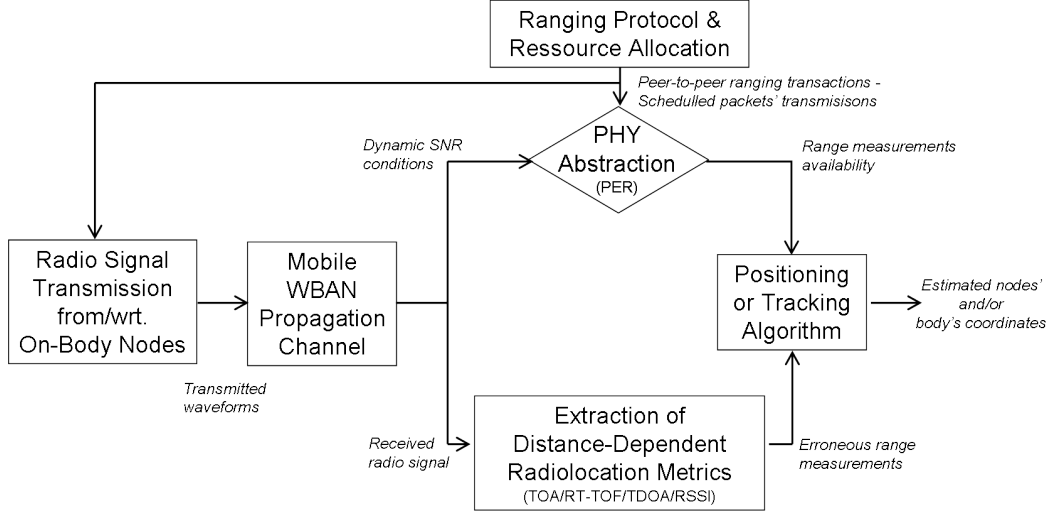 Ranging Protocol &
Ressource Allocation
Peer-to-peer ranging transactions -
Schedulled packets' transmisisons
Dynamic SNR
conditions
PHY
Abstraction
(PER)
Range measurements
availability
Radio Signal
Transmission
from/wrt.
On-Body Nodes
Mobile
WBAN
Propagation
Channel
Positioning
or Tracking
Algorithm
Estimated nodes'
and/or
body's coordinates
Transmitted
waveforms
Received
radio signal
Extraction of
Distance-Dependent
Radiolocation Metrics
(TOA/RT-TOF/TDOA/RSSI)
Erroneous range
measurements